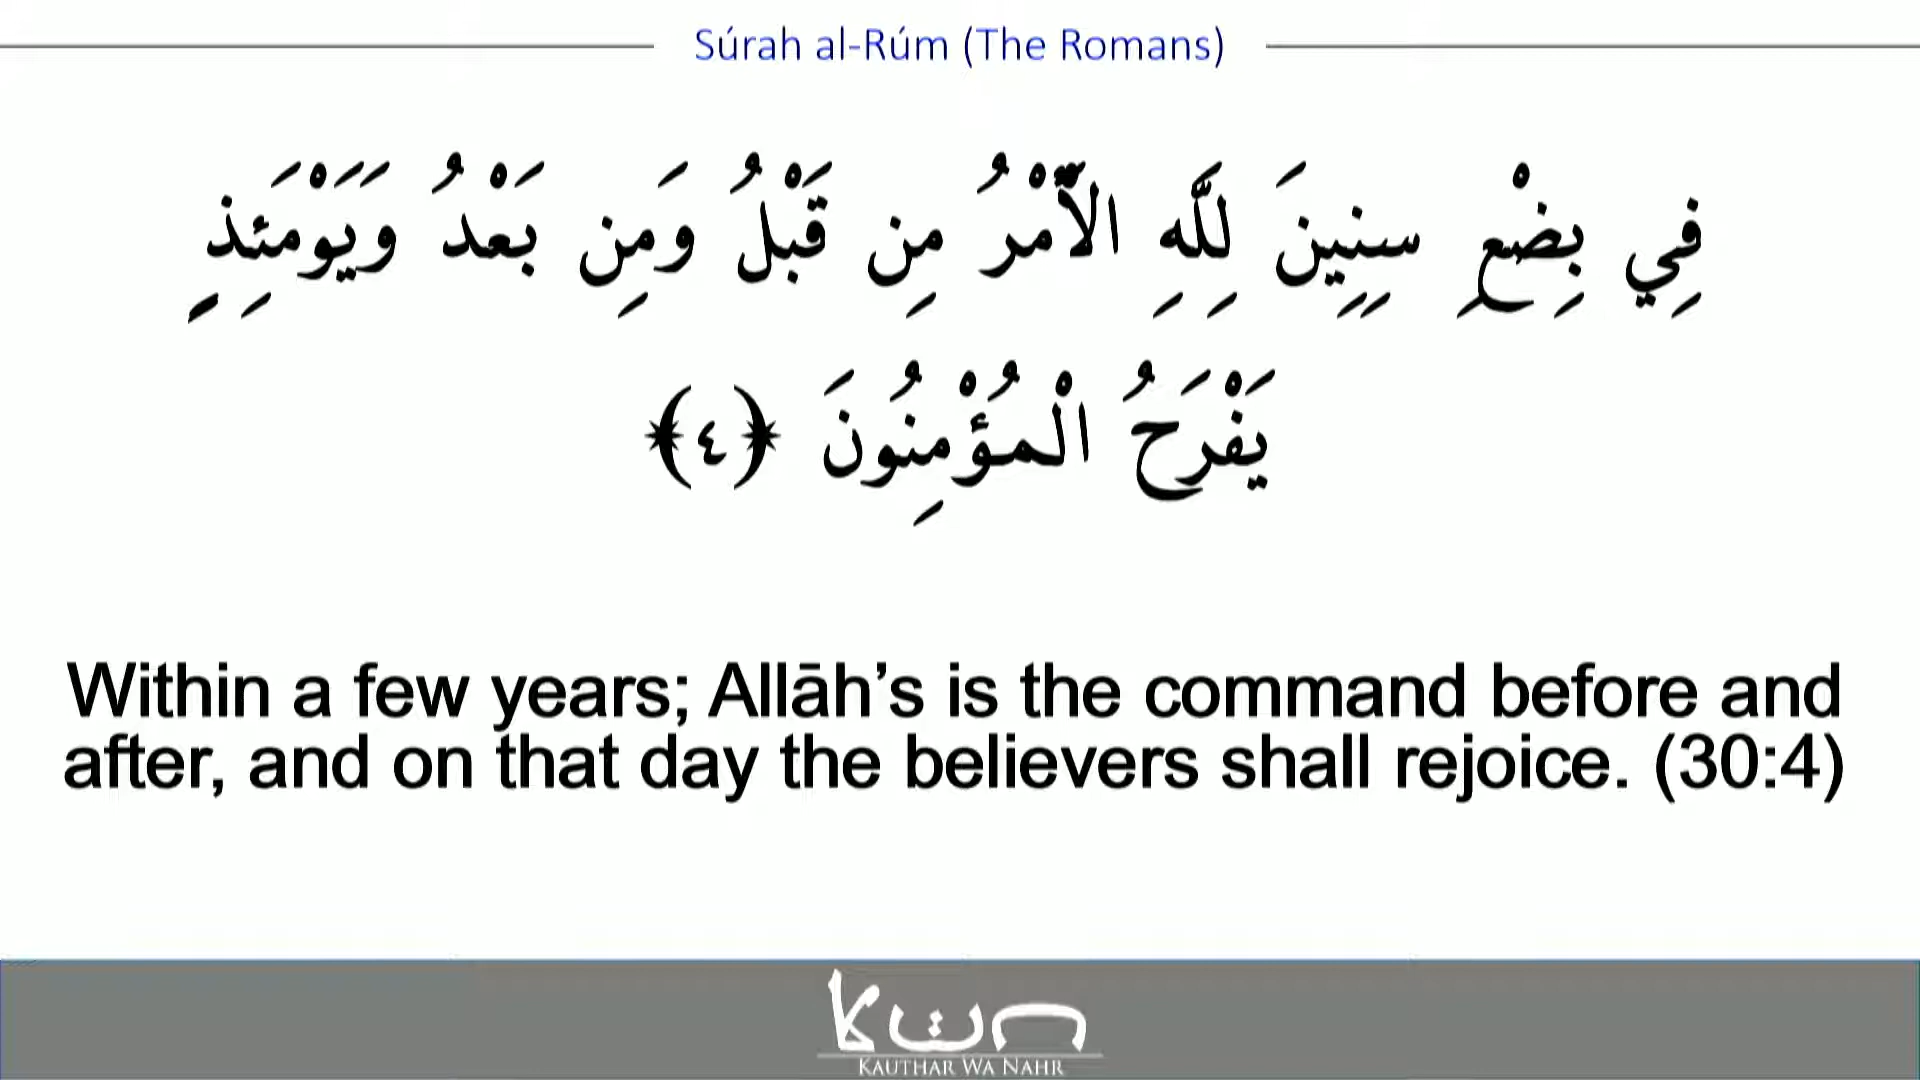 Súrah al-Rúm (The Romans)
فِي بِضْعِ سِنِينَ لِلَّهِ الْأَمْرُ مِن قَبْلُ وَمِن بَعْدُ وَيَوْمَئِذٍ
يَفْرَحُ الْمُؤْمِنُونَ ﴿٤﴾
Within a few years; Allāh’s is the command before and
after, and on that day the believers shall rejoice. (30:4)
KAUTHAR WA NAHR